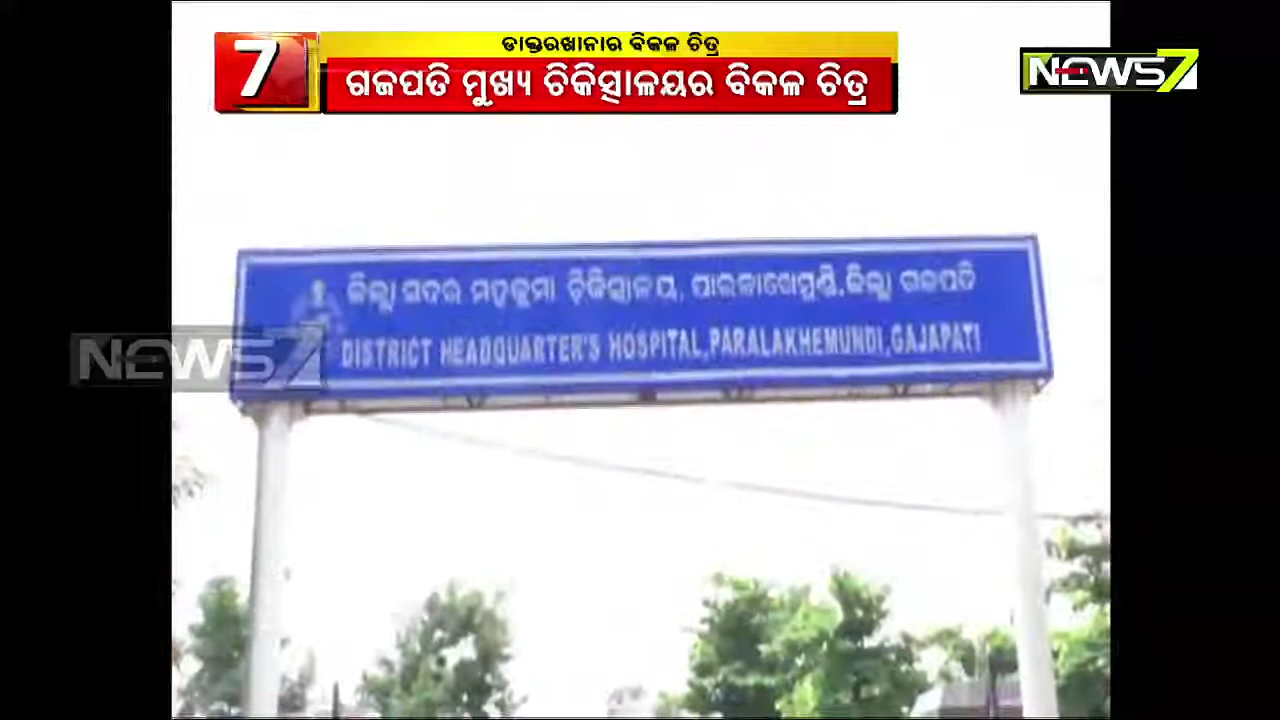 ଡାକ୍ତରଖାନାର ବିକଳ ଚିତ୍ର
7 ଗଜପତି ମୁଖ୍ୟ ଚିକିତ୍ସାଳୟର ବିକଳ ଚିତ୍ର
NEWS7
ଜିଲ୍ଲା ସଦର ମହକୁମା ଚିକିତ୍ସାଳୟ, ପାରଳାଖେମୁଣ୍ଡି, ଜିଲ୍ଲା ଗଜପତି
DISTRICT HEADQUARTER'S HOSPITAL, PARALAKHEMUNDI, GAJAPATI
NEWS7